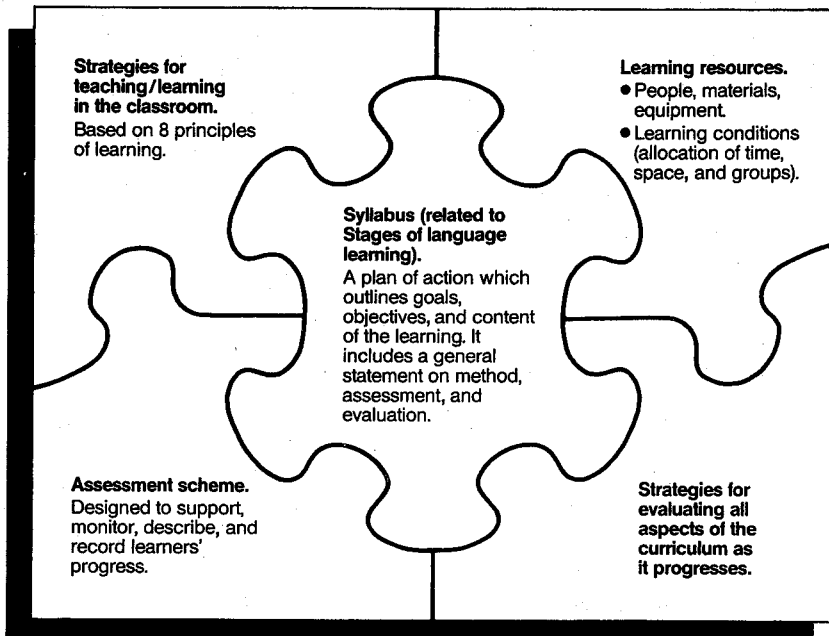 Strategies for
teaching/learning
in the classroom.
Based on 8 principles
of learning.
Learning resources.
● People, materials,
equipment.
● Learning conditions
(allocation of time,
space, and groups).
Syllabus (related to
Stages of language
learning).
A plan of action which
outlines goals,
objectives, and content
of the learning. It
includes a general
statement on method,
assessment, and
evaluation.
Assessment scheme.
Designed to support,
monitor, describe, and
record learners'
progress.
Strategies for
evaluating all
aspects of the
curriculum as
it progresses.